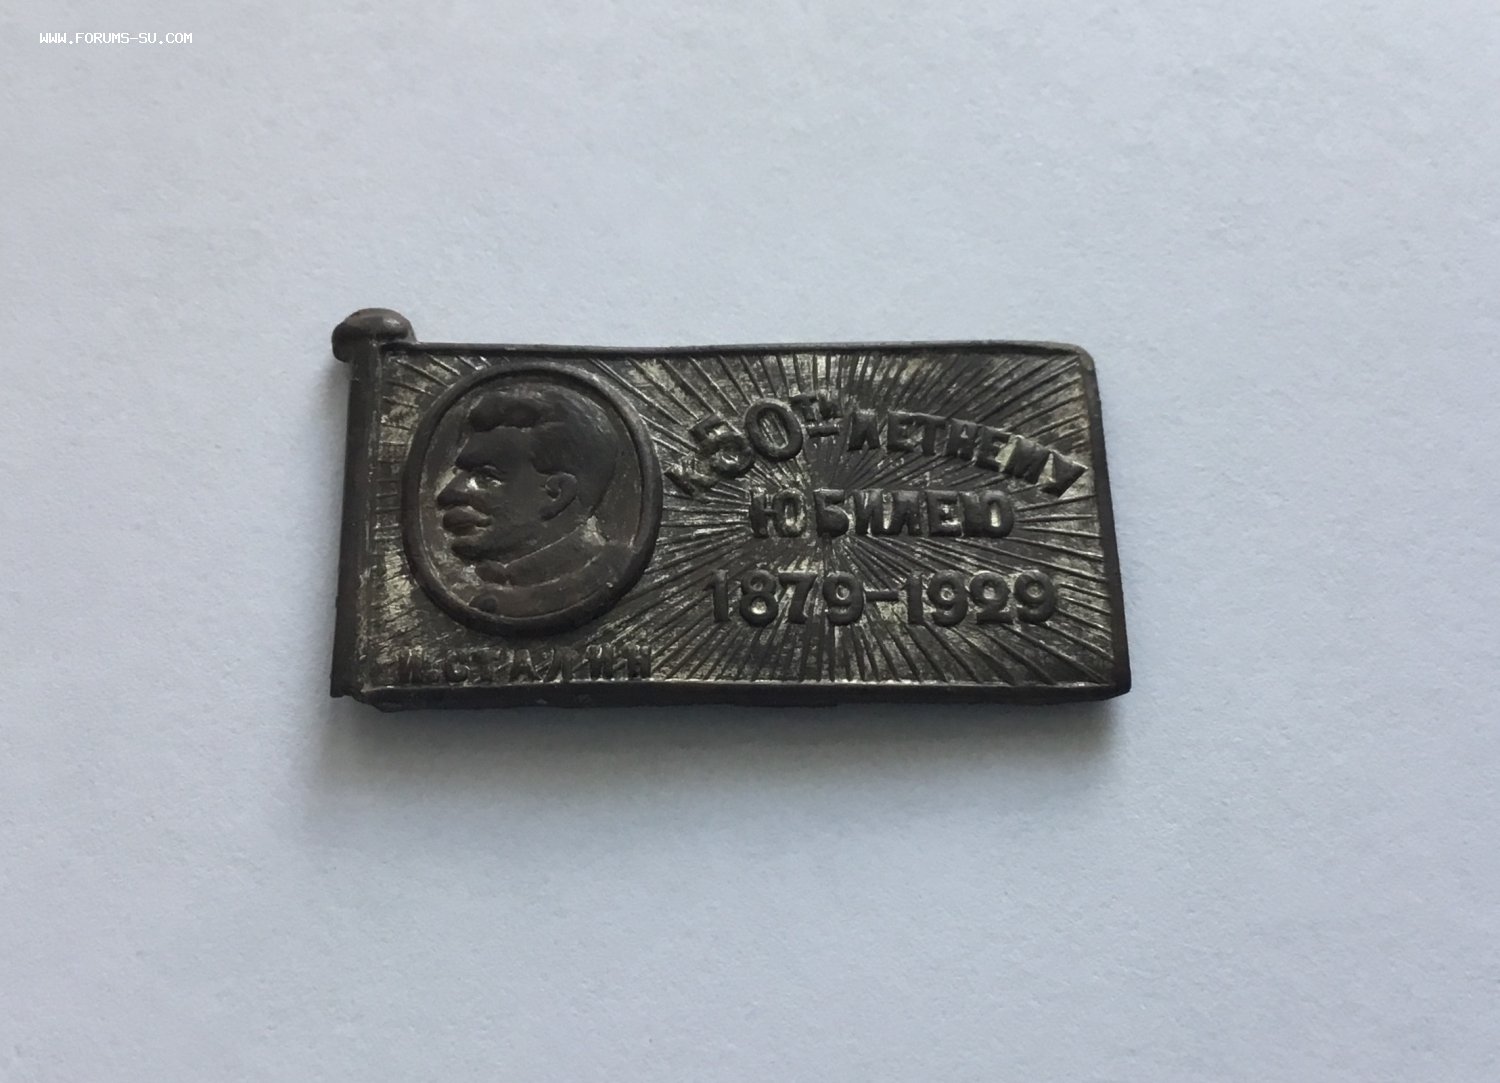 WWW.FORUMS-SU.COM
К 50ТИ-ЛЕТНЕМУ
ЮБИЛЕЮ
1879-1929
И.СТАЛИН